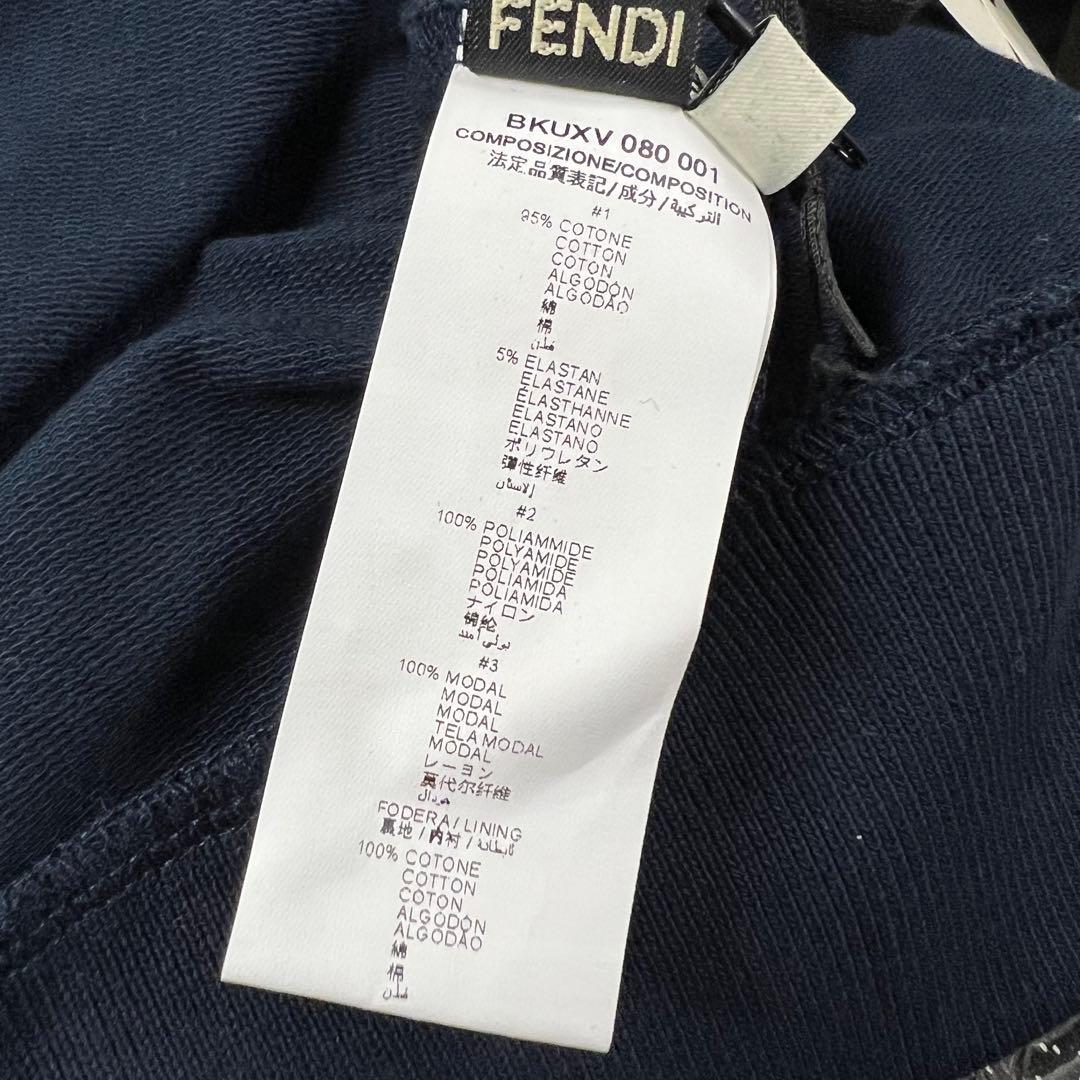 FENDI
BKUXV 080 001
COMPOSIZIONE/COMPOSITION
法定品質表記/成分/التركيبة
#1
95% COTONE
COTTON
COTON
ALGODÓN
ALGODÃO
綿
棉
قطن
5% ELASTAN
ELASTANE
ÉLASTHANNE
ELASTANO
ELASTANO
ポリウレタン
弹性纤维
إلاستان
#2
100% POLIAMMIDE
POLYAMIDE
POLYAMIDE
POLIAMIDA
POLIAMIDA
ナイロン
锦纶
بولي أميد
#3
100% MODAL
MODAL
MODAL
TELA MODAL
MODAL
レーヨン
莫代尔纤维
مودال
FODERA/LINING
裏地/内衬/
100% COTONE
COTTON
COTON
ALGODÓN
ALGODÃO
綿
棉
قطن